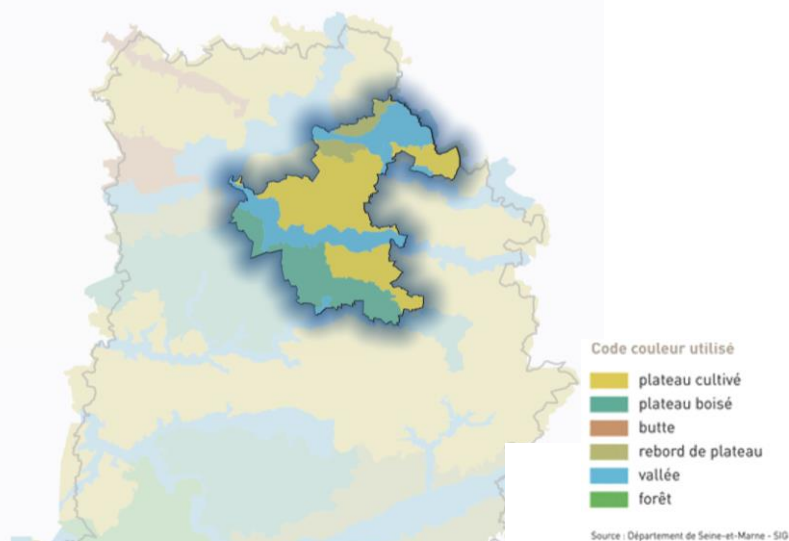 Code couleur utilisé
plateau cultivé
plateau boisé
butte
rebord de plateau
vallée
forêt
Source : Département de Seine-et-Marne - SIG